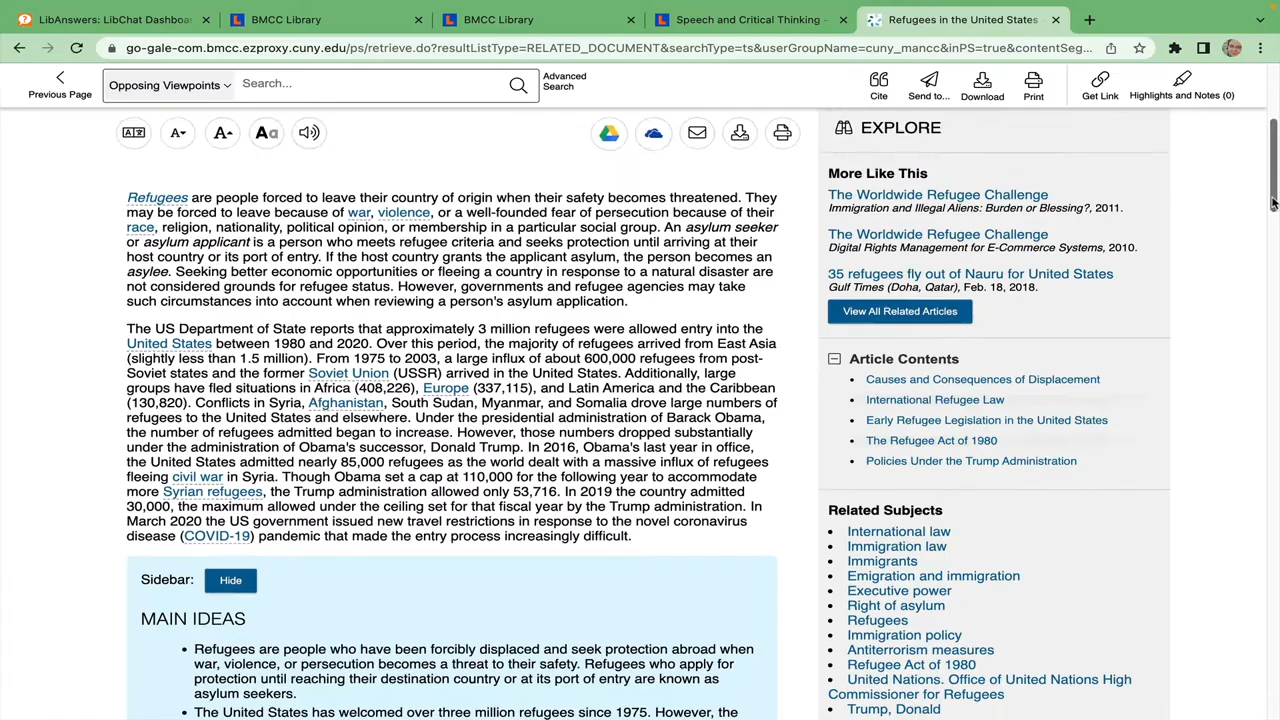 LibAnswers: LibChat Dashboa
BMCC Library
BMCC Library
Speech and Critical Thinking -
Refugees in the United States -
go-gale-com.bmcc.ezproxy.cuny.edu/ps/retrieve.do?resultListType=RELATED_DOCUMENT&searchType=ts&userGroupName=cuny_mancc&inPS=true&contentSeg...
Previous Page
Opposing Viewpoints
Search...
Advanced
Search
Cite
Send to...
Download
Print
Get Link
Highlights and Notes (0)
A-
A-
Aa
Refugees are people forced to leave their country of origin when their safety becomes threatened. They
may be forced to leave because of war, violence, or a well-founded fear of persecution because of their
race, religion, nationality, political opinion, or membership in a particular social group. An asylum seeker
or asylum applicant is a person who meets refugee criteria and seeks protection until arriving at their
host country or its port of entry. If the host country grants the applicant asylum, the person becomes an
asylee. Seeking better economic opportunities or fleeing a country in response to a natural disaster are
not considered grounds for refugee status. However, governments and refugee agencies may take
such circumstances into account when reviewing a person's asylum application.
The US Department of State reports that approximately 3 million refugees were allowed entry into the
United States between 1980 and 2020. Over this period, the majority of refugees arrived from East Asia
(slightly less than 1.5 million). From 1975 to 2003, a large influx of about 600,000 refugees from post-
Soviet states and the former Soviet Union (USSR) arrived in the United States. Additionally, large
groups have fled situations in Africa (408,226), Europe (337,115), and Latin America and the Caribbean
(130,820). Conflicts in Syria, Afghanistan, South Sudan, Myanmar, and Somalia drove large numbers of
refugees to the United States and elsewhere. Under the presidential administration of Barack Obama,
the number of refugees admitted began to increase. However, those numbers dropped substantially
under the administration of Obama's successor, Donald Trump. In 2016, Obama's last year in office,
the United States admitted nearly 85,000 refugees as the world dealt with a massive influx of refugees
fleeing civil war in Syria. Though Obama set a cap at 110,000 for the following year to accommodate
more Syrian refugees, the Trump administration allowed only 53,716. In 2019 the country admitted
30,000, the maximum allowed under the ceiling set for that fiscal year by the Trump administration. In
March 2020 the US government issued new travel restrictions in response to the novel coronavirus
disease (COVID-19) pandemic that made the entry process increasingly difficult.
Sidebar:
Hide
MAIN IDEAS
• Refugees are people who have been forcibly displaced and seek protection abroad when
war, violence, or persecution becomes a threat to their safety. Refugees who apply for
protection until reaching their destination country or at its port of entry are known as
asylum seekers.
• The United States has welcomed over three million refugees since 1975. However, the
EXPLORE
More Like This
The Worldwide Refugee Challenge
Immigration and Illegal Aliens: Burden or Blessing?, 2011.
The Worldwide Refugee Challenge
Digital Rights Management for E-Commerce Systems, 2010.
35 refugees fly out of Nauru for United States
Gulf Times (Doha, Qatar), Feb. 18, 2018.
View All Related Articles
Article Contents
• Causes and Consequences of Displacement
• International Refugee Law
• Early Refugee Legislation in the United States
• The Refugee Act of 1980
• Policies Under the Trump Administration
Related Subjects
• International law
• Immigration law
• Immigrants
• Emigration and immigration
• Executive power
• Right of asylum
• Refugees
• Immigration policy
• Antiterrorism measures
• Refugee Act of 1980
• United Nations. Office of United Nations High
Commissioner for Refugees
• Trump, Donald